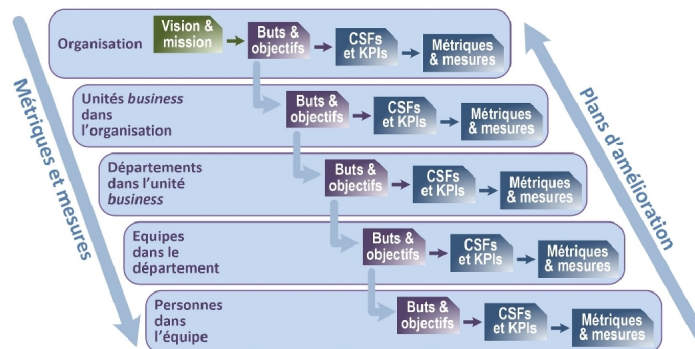 Métriques et mesures
Plans d'amélioration
Organisation
Vision &
mission
Buts &
objectifs
CSFs
et KPIs
Métriques
& mesures
Unités business
dans
l'organisation
Buts &
objectifs
CSFs
et KPIs
Métriques
& mesures
Départements
dans l'unité
business
Buts &
objectifs
CSFs
et KPIs
Métriques
& mesures
Equipes
dans le
département
Buts &
objectifs
CSFs
et KPIs
Métriques
& mesures
Personnes
dans
l'équipe
Buts &
objectifs
CSFs
et KPIs
Métriques
& mesures